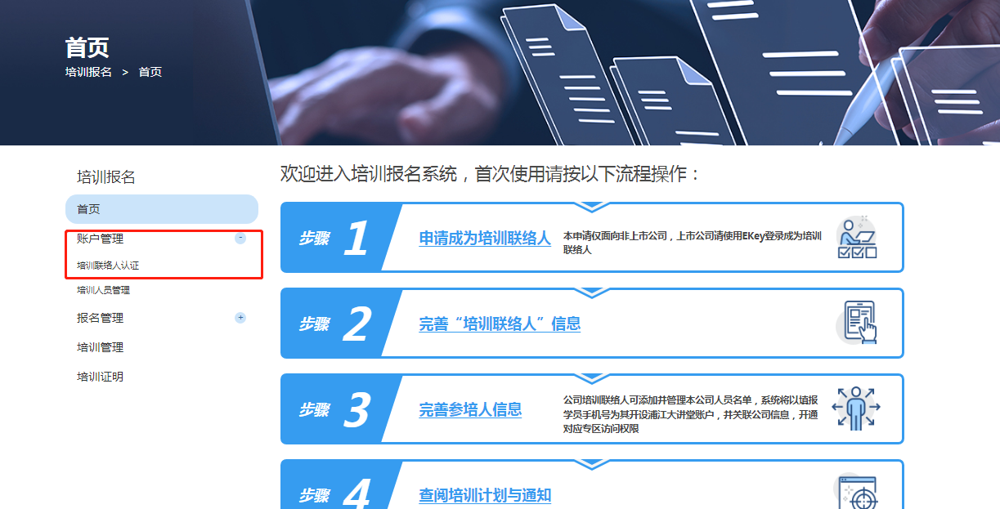 首页
培训报名 > 首页
培训报名
首页
账户管理 -
培训联络人认证
培训人员管理
报名管理 +
培训管理
培训证明
欢迎进入培训报名系统，首次使用请按以下流程操作：
步骤 1
申请成为培训联络人
本申请仅面向非上市公司，上市公司请使用EKey登录成为培训
联络人
步骤 2
完善“培训联络人”信息
步骤 3
完善参培人信息
公司培训联络人可添加并管理本公司人员名单，系统将以填报
学员手机号为其开设浦江大讲堂账户，并关联公司信息，开通
对应专区访问权限
步骤 4
查阅培训计划与通知